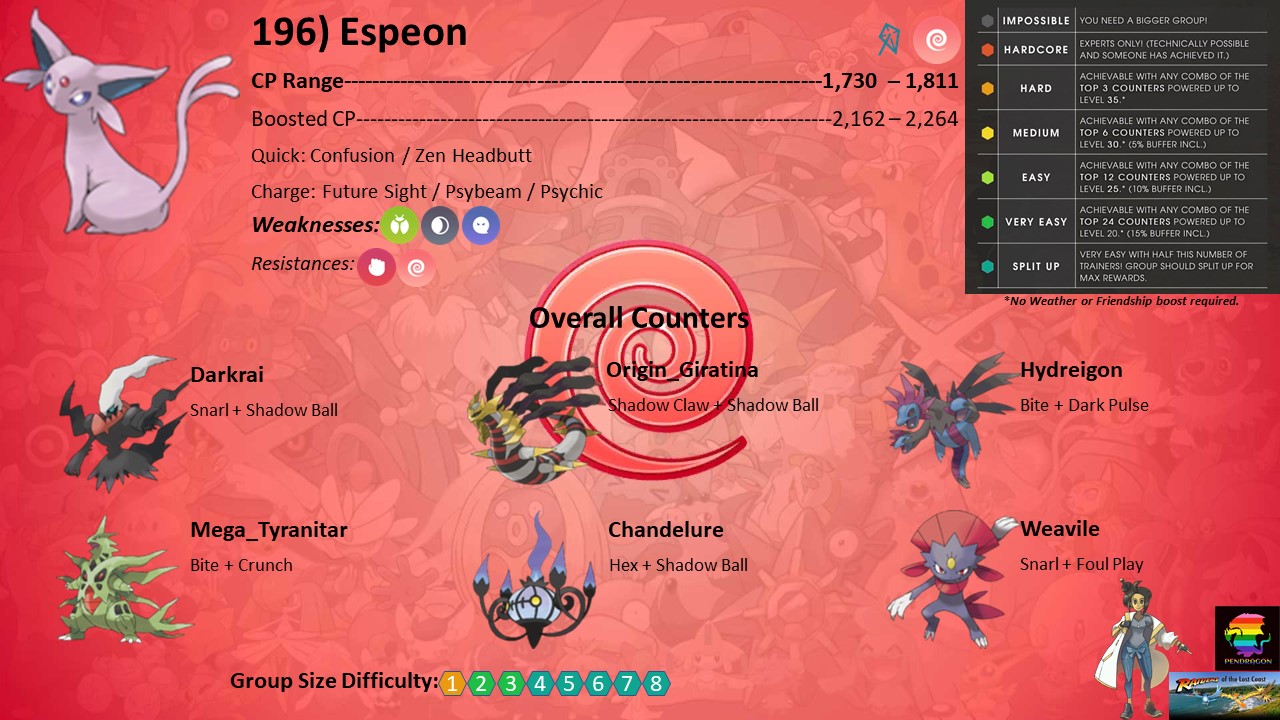 196) Espeon
CP Range------------------------------------------------------------------------1,730 – 1,811
Boosted CP----------------------------------------------------------------------2,162 – 2,264
Quick: Confusion / Zen Headbutt
Charge: Future Sight / Psybeam / Psychic
Weaknesses:
Resistances:
IMPOSSIBLE YOU NEED A BIGGER GROUP!
HARDCORE EXPERTS ONLY! (TECHNICALLY POSSIBLE
AND SOMEONE HAS ACHIEVED IT.)
HARD ACHIEVABLE WITH ANY COMBO OF THE
TOP 3 COUNTERS POWERED UP TO
LEVEL 35.*
MEDIUM ACHIEVABLE WITH ANY COMBO OF THE
TOP 6 COUNTERS POWERED UP TO
LEVEL 30.* (5% BUFFER INCL.)
EASY ACHIEVABLE WITH ANY COMBO OF THE
TOP 12 COUNTERS POWERED UP TO
LEVEL 25.* (10% BUFFER INCL.)
VERY EASY ACHIEVABLE WITH ANY COMBO OF THE
TOP 24 COUNTERS POWERED UP TO
LEVEL 20.* (15% BUFFER INCL.)
SPLIT UP VERY EASY WITH HALF THIS NUMBER OF
TRAINERS! GROUP SHOULD SPLIT UP FOR
MAX REWARDS.
*No Weather or Friendship boost required.
Overall Counters
Darkrai
Snarl + Shadow Ball
Origin_Giratina
Shadow Claw + Shadow Ball
Hydreigon
Bite + Dark Pulse
Mega_Tyranitar
Bite + Crunch
Chandelure
Hex + Shadow Ball
Weavile
Snarl + Foul Play
Group Size Difficulty: 1 2 3 4 5 6 7 8
PENDRAGON
RAIDERS of the Lost Coast